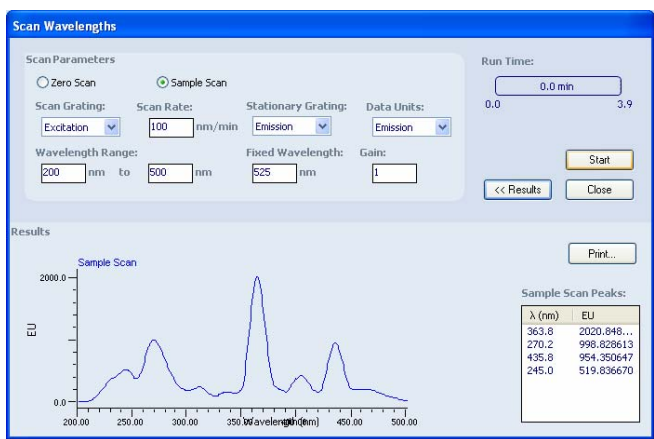 Scan Wavelengths
Scan Parameters
Zero Scan
Sample Scan
Scan Grating:
Scan Rate:
Stationary Grating:
Data Units:
Excitation
100 nm/min
Emission
Emission
Wavelength Range:
Fixed Wavelength:
Gain:
200 nm to 500 nm
525 nm
1
Run Time:
0.0 min
0.0 3.9
Start
<< Results
Close
Results
Print...
Sample Scan
2000.0
EU
0.0
200.00 250.00 300.00 350.00 400.00 450.00 500.00
Wavelength (nm)
Sample Scan Peaks:
λ (nm) EU
363.8 2020.848...
270.2 998.828613
435.8 954.350647
245.0 519.836670